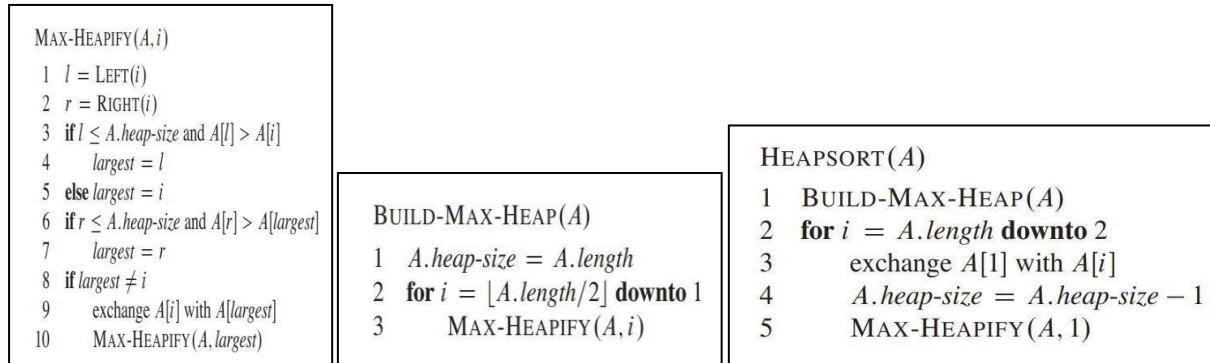 MAX-HEAPIFY(A, i)
1 l = LEFT(i)
2 r = RIGHT(i)
3 if l ≤ A.heap-size and A[l] > A[i]
4 largest = l
5 else largest = i
6 if r ≤ A.heap-size and A[r] > A[largest]
7 largest = r
8 if largest ≠ i
9 exchange A[i] with A[largest]
10 MAX-HEAPIFY(A, largest)
BUILD-MAX-HEAP(A)
1 A.heap-size = A.length
2 for i = ⌊A.length/2⌋ downto 1
3 MAX-HEAPIFY(A, i)
HEAPSORT(A)
1 BUILD-MAX-HEAP(A)
2 for i = A.length downto 2
3 exchange A[1] with A[i]
4 A.heap-size = A.heap-size − 1
5 MAX-HEAPIFY(A, 1)